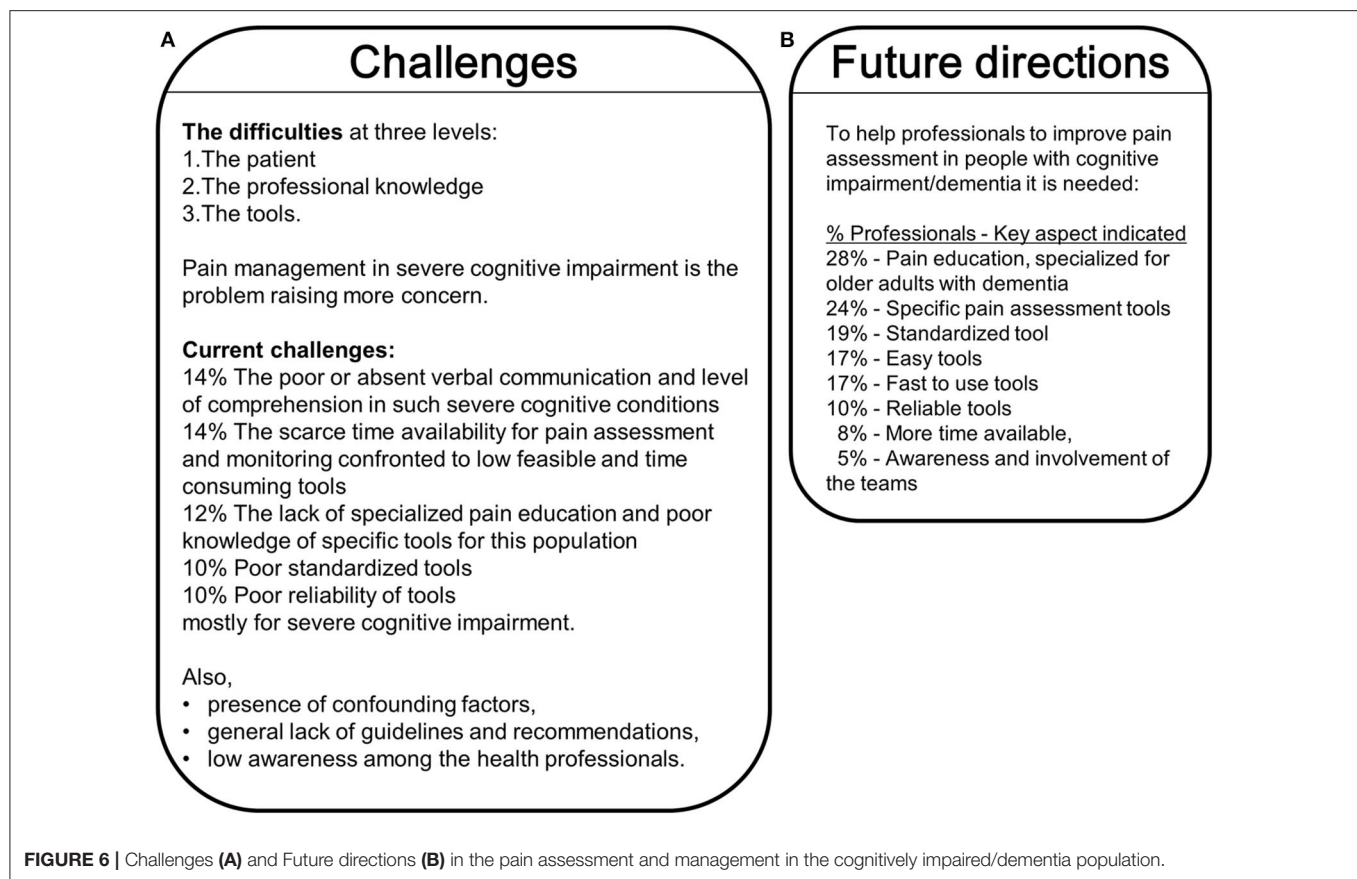 A
Challenges
The difficulties at three levels:
1.The patient
2.The professional knowledge
3.The tools.
Pain management in severe cognitive impairment is the
problem raising more concern.
Current challenges:
14% The poor or absent verbal communication and level
of comprehension in such severe cognitive conditions
14% The scarce time availability for pain assessment
and monitoring confronted to low feasible and time
consuming tools
12% The lack of specialized pain education and poor
knowledge of specific tools for this population
10% Poor standardized tools
10% Poor reliability of tools
mostly for severe cognitive impairment.
Also,
• presence of confounding factors,
• general lack of guidelines and recommendations,
• low awareness among the health professionals.
B
Future directions
To help professionals to improve pain
assessment in people with cognitive
impairment/dementia it is needed:
% Professionals - Key aspect indicated
28% - Pain education, specialized for
older adults with dementia
24% - Specific pain assessment tools
19% - Standardized tool
17% - Easy tools
17% - Fast to use tools
10% - Reliable tools
8% - More time available,
5% - Awareness and involvement of
the teams
FIGURE 6 | Challenges (A) and Future directions (B) in the pain assessment and management in the cognitively impaired/dementia population.